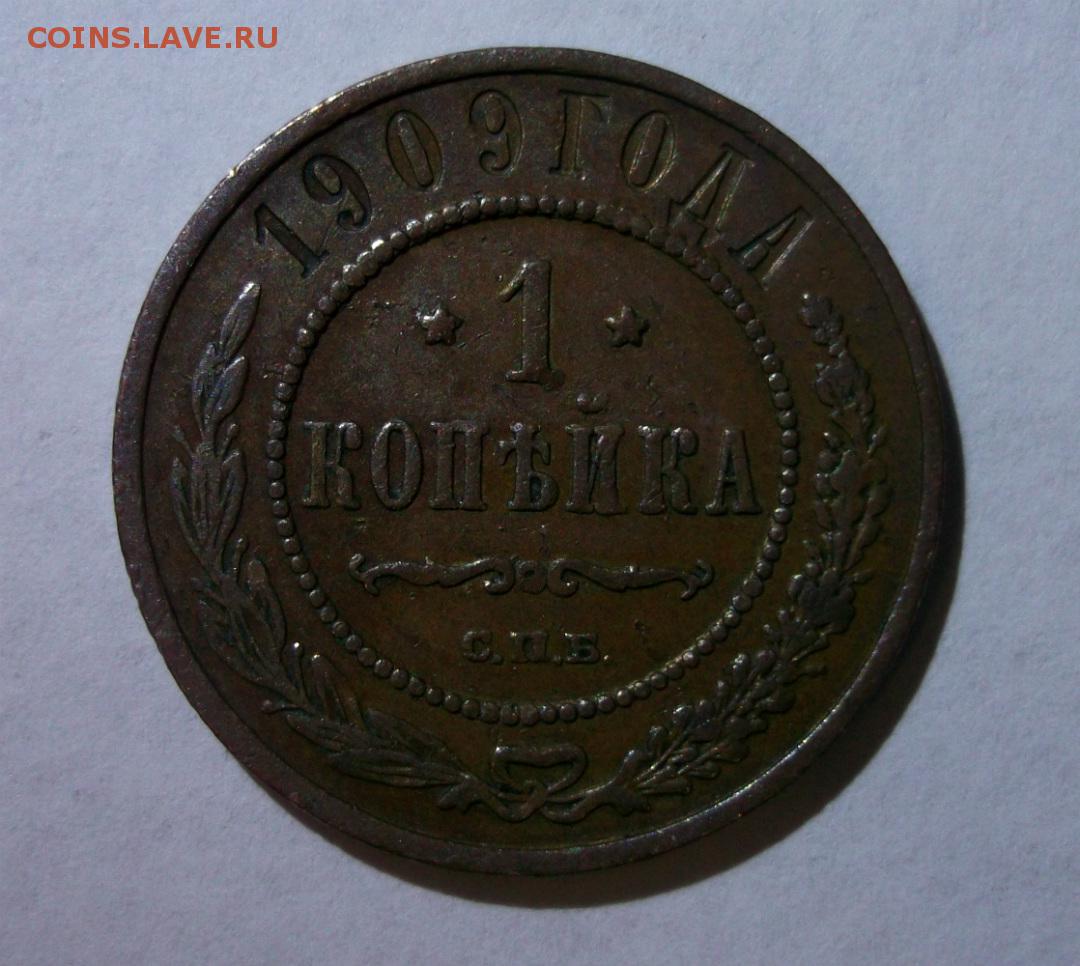 COINS.LAVE.RU
1909 ГОДА
1
КОПѢЙКА
С.П.Б.